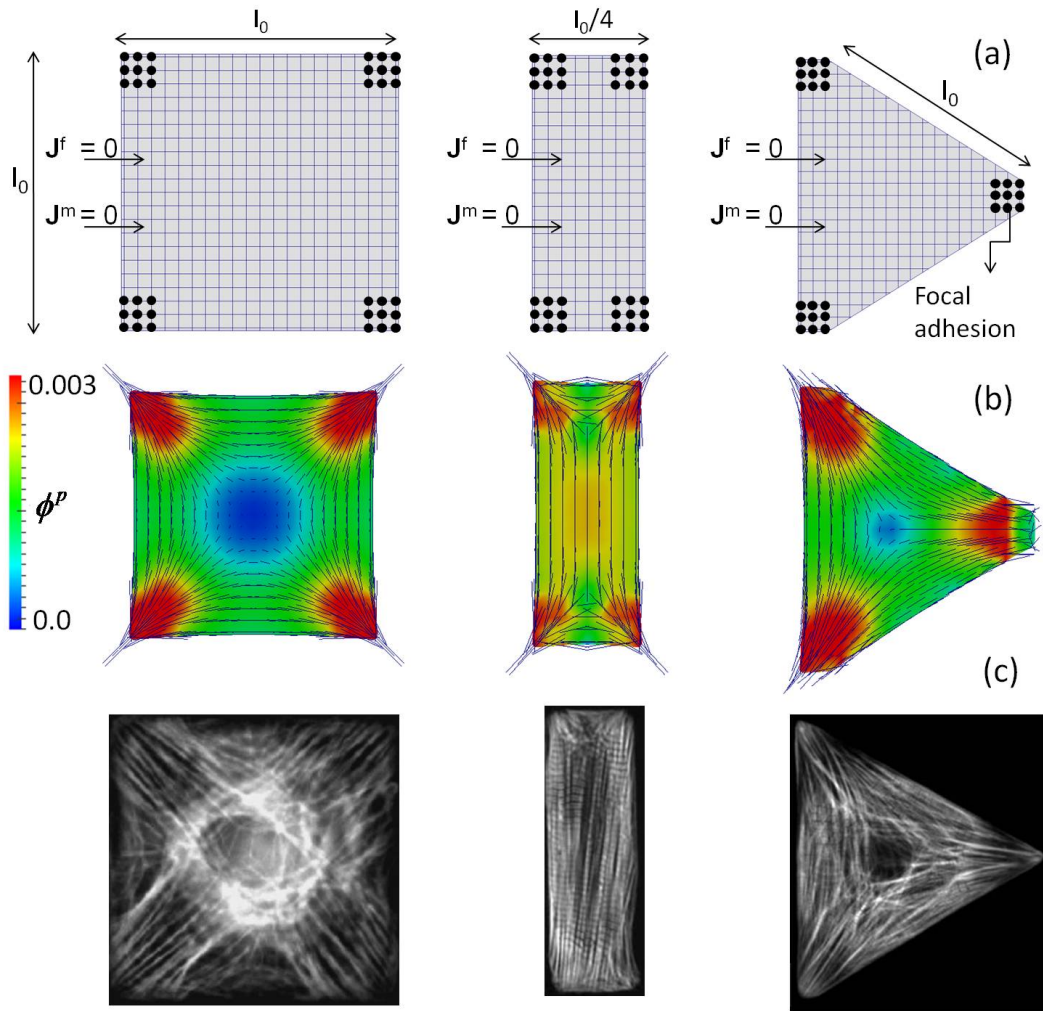 l₀
l₀/4
(a)
l₀
Jᶠ = 0
Jᶠ = 0
Jᶠ = 0
l₀
Jᵐ = 0
Jᵐ = 0
Jᵐ = 0
Focal
adhesion
0.003
(b)
ϕᵖ
0.0
(c)